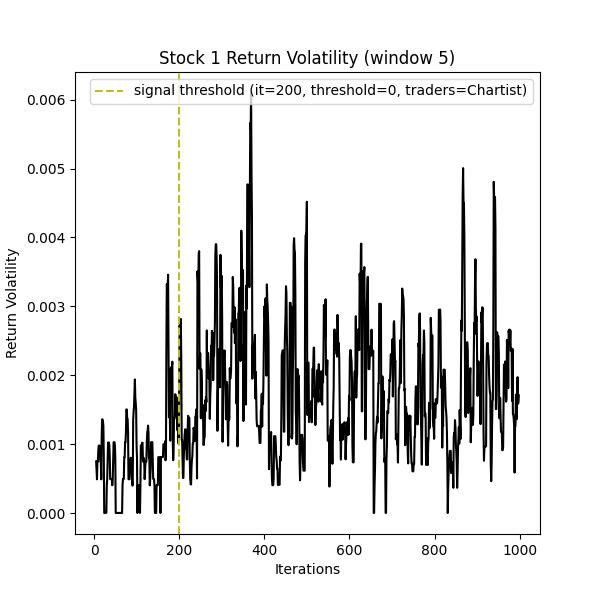 Stock 1 Return Volatility (window 5)
signal threshold (it=200, threshold=0, traders=Chartist)
0.006
0.005
0.004
0.003
0.002
0.001
0.000
Return Volatility
0 200 400 600 800 1000
Iterations